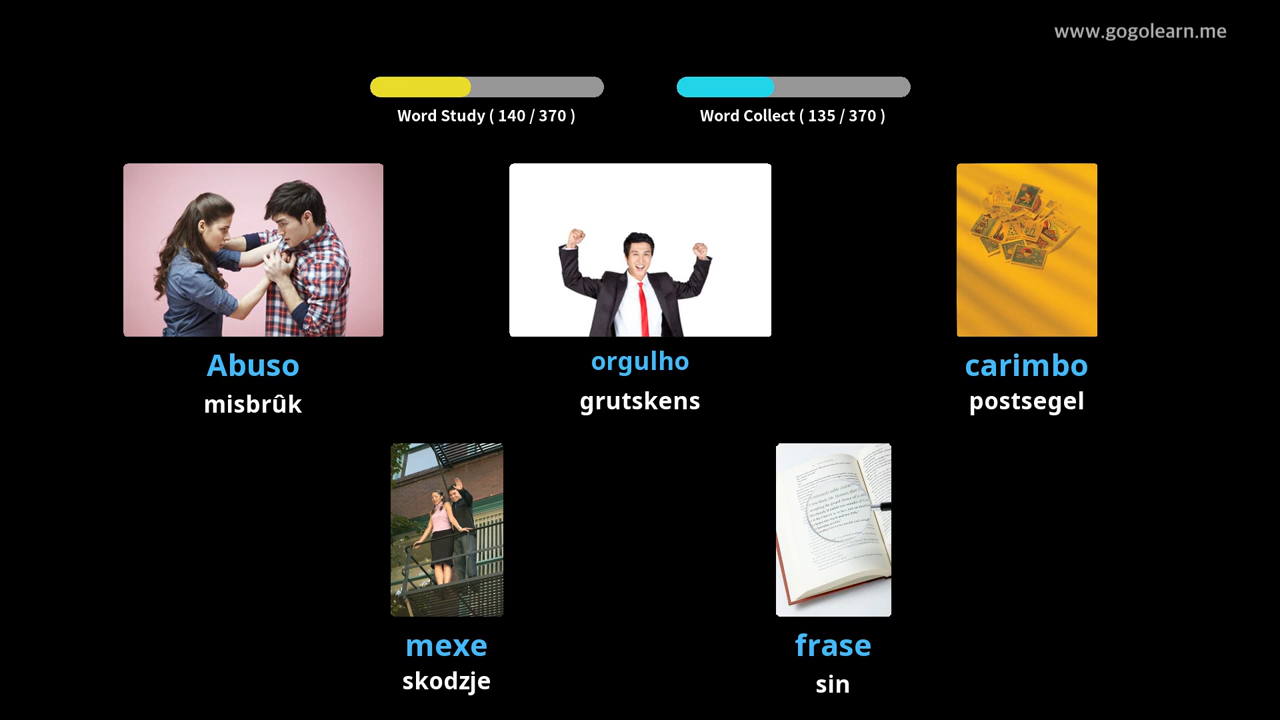 www.gogolearn.me
Word Study ( 140 / 370 )
Word Collect ( 135 / 370 )
Abuso
misbrûk
orgulho
grutskens
carimbo
postsegel
mexe
skodzje
frase
sin